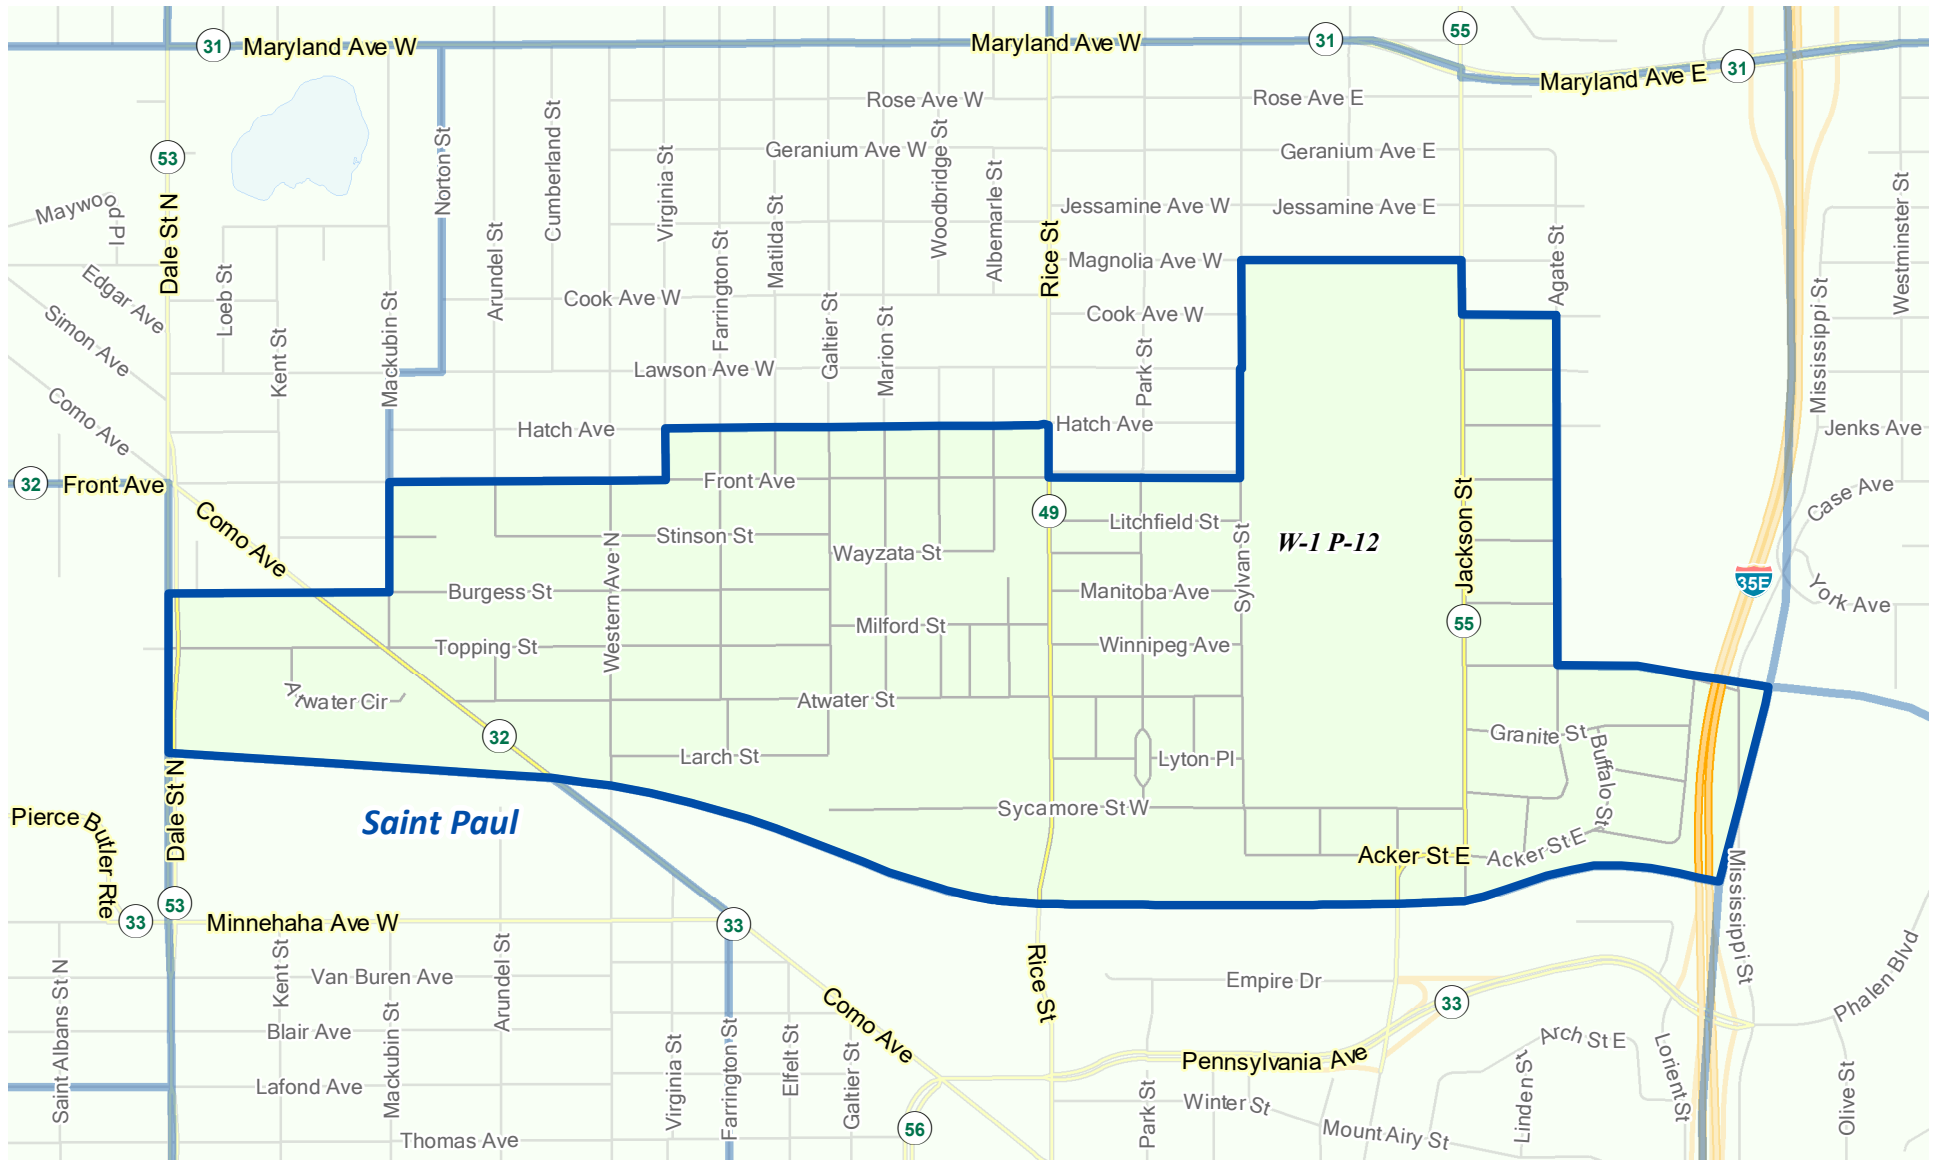 31
Maryland Ave W
Maryland Ave W
31
55
Maryland Ave E
31
Rose Ave W
Rose Ave E
53
Geranium Ave W
Geranium Ave E
Norton St
Cumberland St
Virginia St
Woodbridge St
Albemarle St
Maywood Pl
Dale St N
Matilda St
Jessamine Ave W
Jessamine Ave E
Westminster St
Arundel St
Farrington St
Rice St
Magnolia Ave W
Agate St
Edgar Ave
Loeb St
Simon Ave
Kent St
Mackubin St
Cook Ave W
Galtier St
Marion St
Cook Ave W
Mississippi St
Lawson Ave W
Park St
Como Ave
Hatch Ave
Hatch Ave
Jenks Ave
32
Front Ave
Front Ave
Como Ave
49
Litchfield St
Case Ave
Stinson St
Wayzata St
Western Ave N
Sylvan St
W-1 P-12
Jackson St
35E
York Ave
Burgess St
Manitoba Ave
Milford St
55
Topping St
Winnipeg Ave
Atwater Cir
Atwater St
32
Granite St
Buffalo St
Larch St
Lyton Pl
Sycamore St W
Saint Paul
Pierce Butler Rte
Dale St N
Acker St E
Acker St E
Mississippi St
53
33
Minnehaha Ave W
33
Saint Albans St N
Kent St
Van Buren Ave
Arundel St
Rice St
Empire Dr
Phalen Blvd
33
Como Ave
Blair Ave
Mackubin St
Virginia St
Farrington St
Elfelt St
Galtier St
Pennsylvania Ave
Arch St E
Linden St
Lorient St
Olive St
Lafond Ave
Park St
Winter St
56
Mount Airy St
Thomas Ave